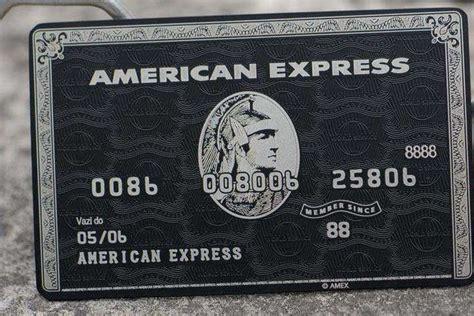 AMERICAN EXPRESS
8888
0086 008006 25806
MEMBER SINCE
Vazi do
05/06 88
AMERICAN EXPRESS
© AMEX